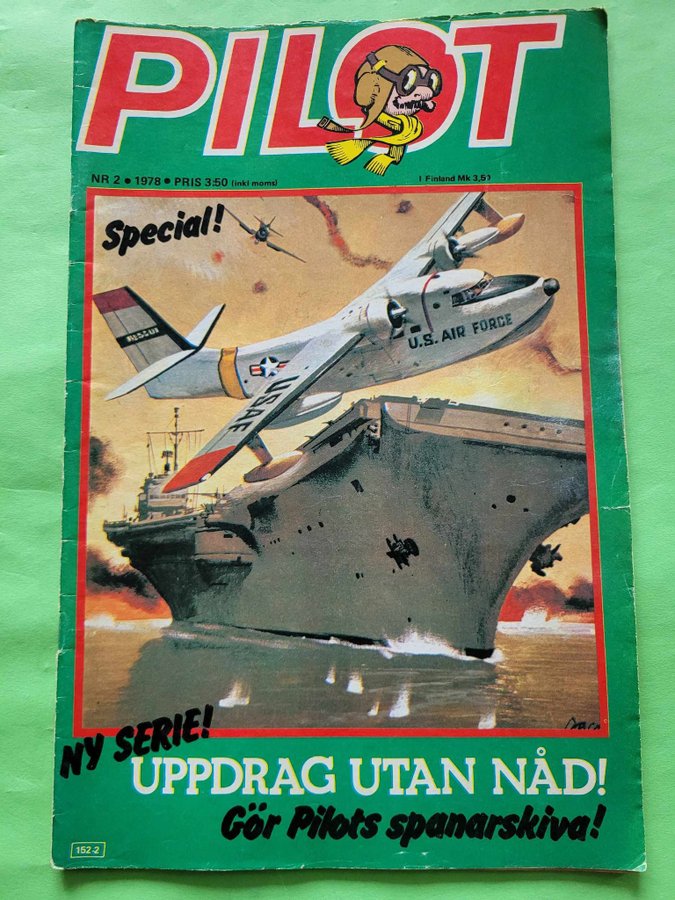 PILOT
NR 2 • 1978 • PRIS 3:50 (inkl moms)
I Finland Mk 3,50
Special!
U.S. AIR FORCE
USAF
NY SERIE!
UPPDRAG UTAN NÅD!
Gör Pilots spanarskiva!
152-2